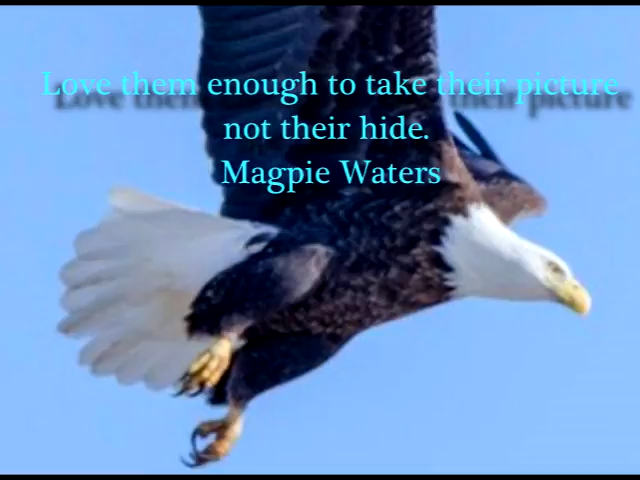 Love them enough to take their picture
not their hide.
Magpie Waters